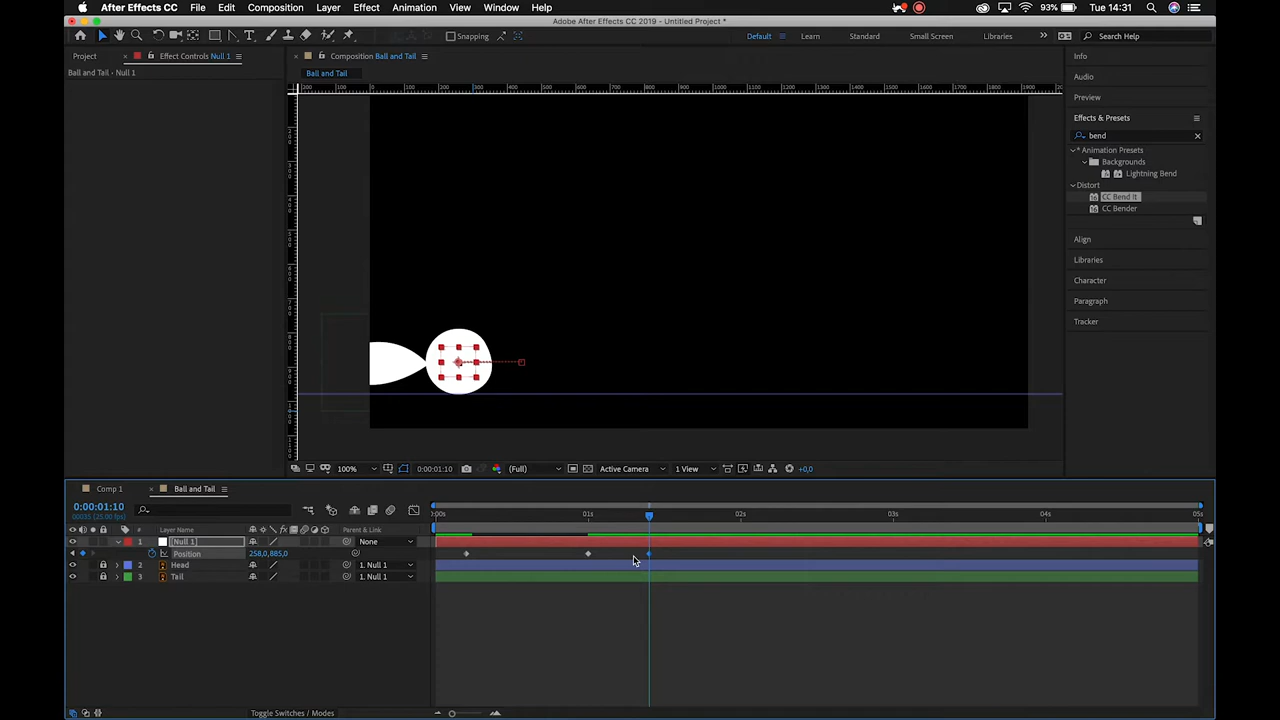 After Effects CC File Edit Composition Layer Effect Animation View Window Help 93% Tue 14:31
Adobe After Effects CC 2019 - Untitled Project *
Snapping Default Learn Standard Small Screen Libraries Search Help
Project Effect Controls Null 1 Composition Ball and Tail Info
Ball and Tail • Null 1 Ball and Tail Audio
Preview
Effects & Presets
bend
* Animation Presets
Backgrounds
Lightning Bend
Distort
CC Bend It
CC Bender
Align
Libraries
Character
Paragraph
Tracker
100% 0:00:01:10 (Full) Active Camera 1 View +0,0
Comp 1 Ball and Tail
0:00:01:10
00035 (25.00 fps)
:00s 01s 02s 03s 04s 05s
# Layer Name Parent & Link
1 Null 1 None
Position 258,0,885,0
2 Head 1. Null 1
3 Tail 1. Null 1
Toggle Switches / Modes